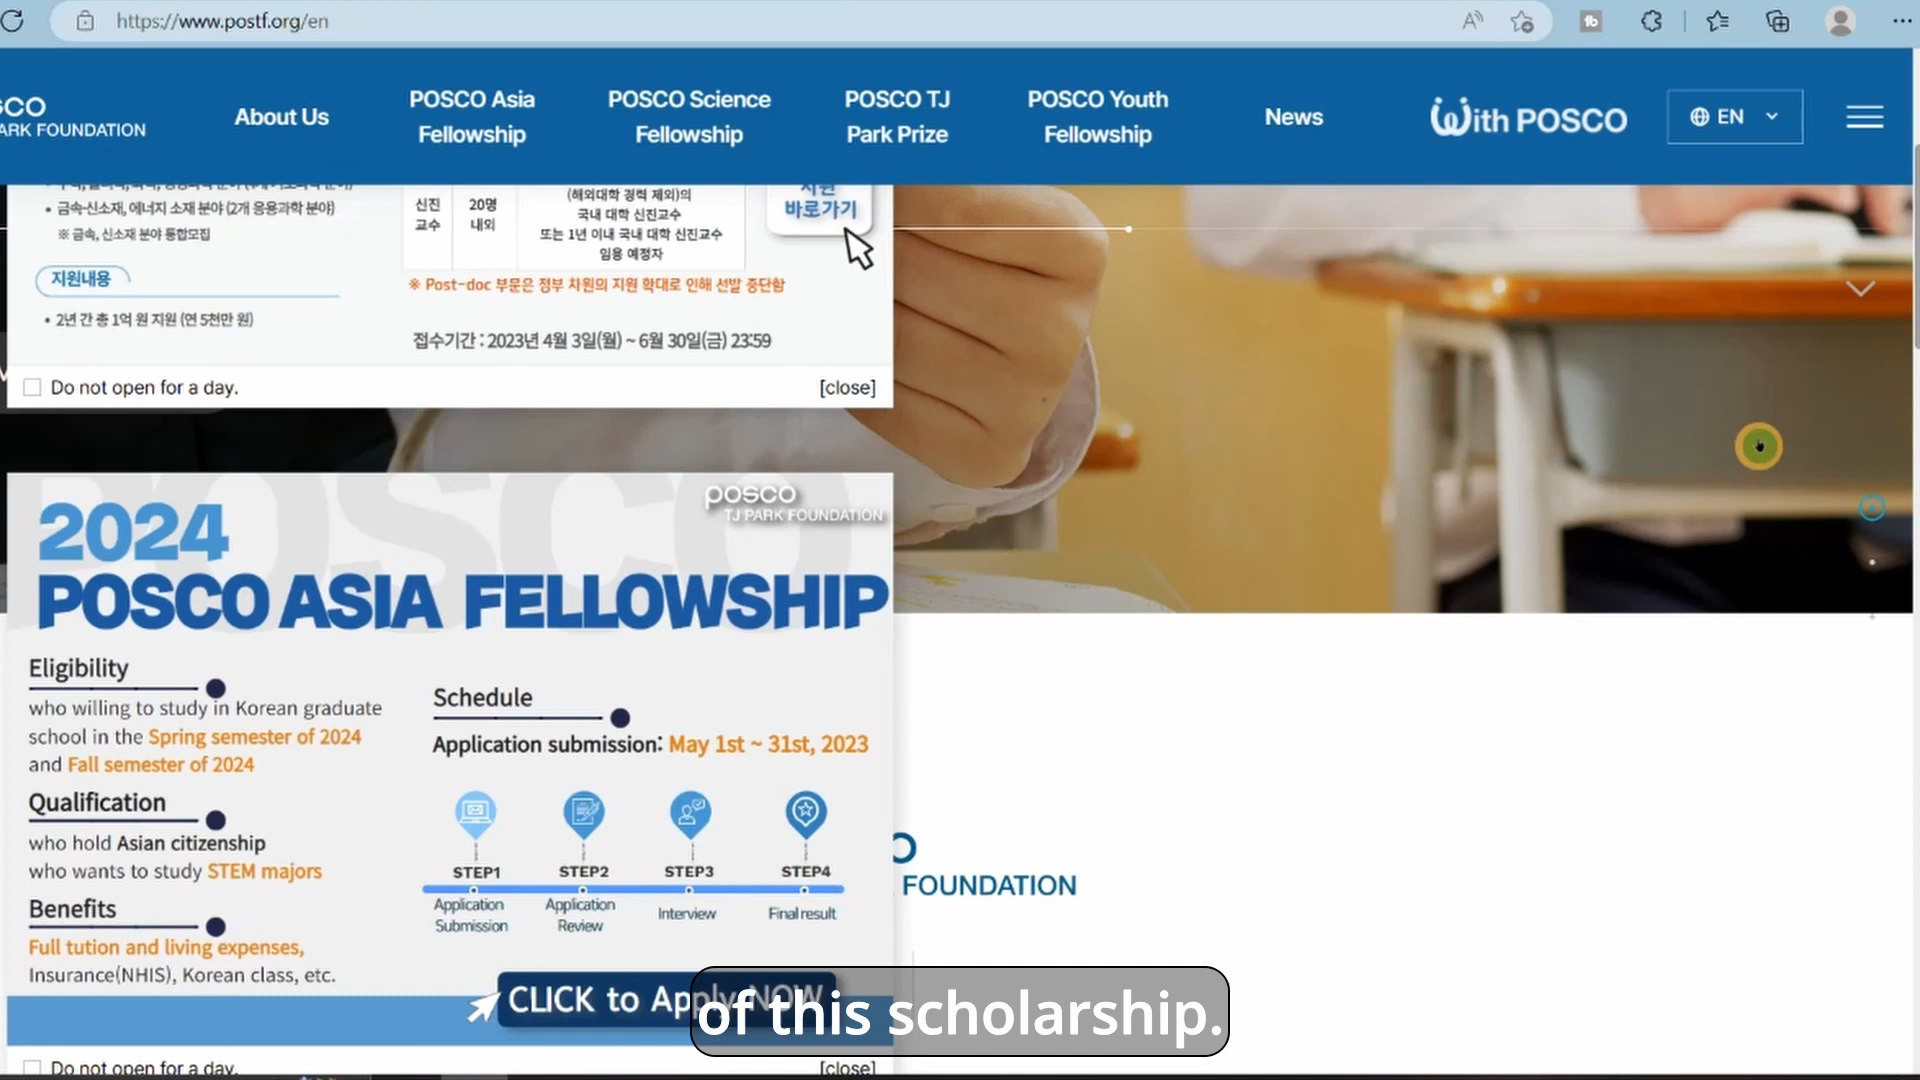 https://www.postf.org/en
SCO
ARK FOUNDATION
About Us
POSCO Asia
Fellowship
POSCO Science
Fellowship
POSCO TJ
Park Prize
POSCO Youth
Fellowship
News
With POSCO
EN
• 금속·신소재, 에너지 소재 분야 (2개 응용과학 분야)
※ 금속, 신소재 분야 통합모집
지원내용
• 2년 간 총 1억 원 지원 (연 5천만 원)
신진
교수
20명
내외
(해외대학 경력 제외)의
국내 대학 신진교수
또는 1년 이내 국내 대학 신진교수
임용 예정자
지원
바로가기
※ Post-doc 부문은 정부 차원의 지원 확대로 인해 선발 중단함
접수기간 : 2023년 4월 3일(월) ~ 6월 30일(금) 23:59
Do not open for a day.
[close]
posco
TJ PARK FOUNDATION
2024
POSCO ASIA FELLOWSHIP
Eligibility
who willing to study in Korean graduate
school in the Spring semester of 2024
and Fall semester of 2024
Qualification
who hold Asian citizenship
who wants to study STEM majors
Benefits
Full tution and living expenses,
Insurance(NHIS), Korean class, etc.
Schedule
Application submission: May 1st ~ 31st, 2023
STEP1
Application
Submission
STEP2
Application
Review
STEP3
Interview
STEP4
Final result
CLICK to Apply NOW
O
FOUNDATION
of this scholarship.
Do not open for a day.
[close]